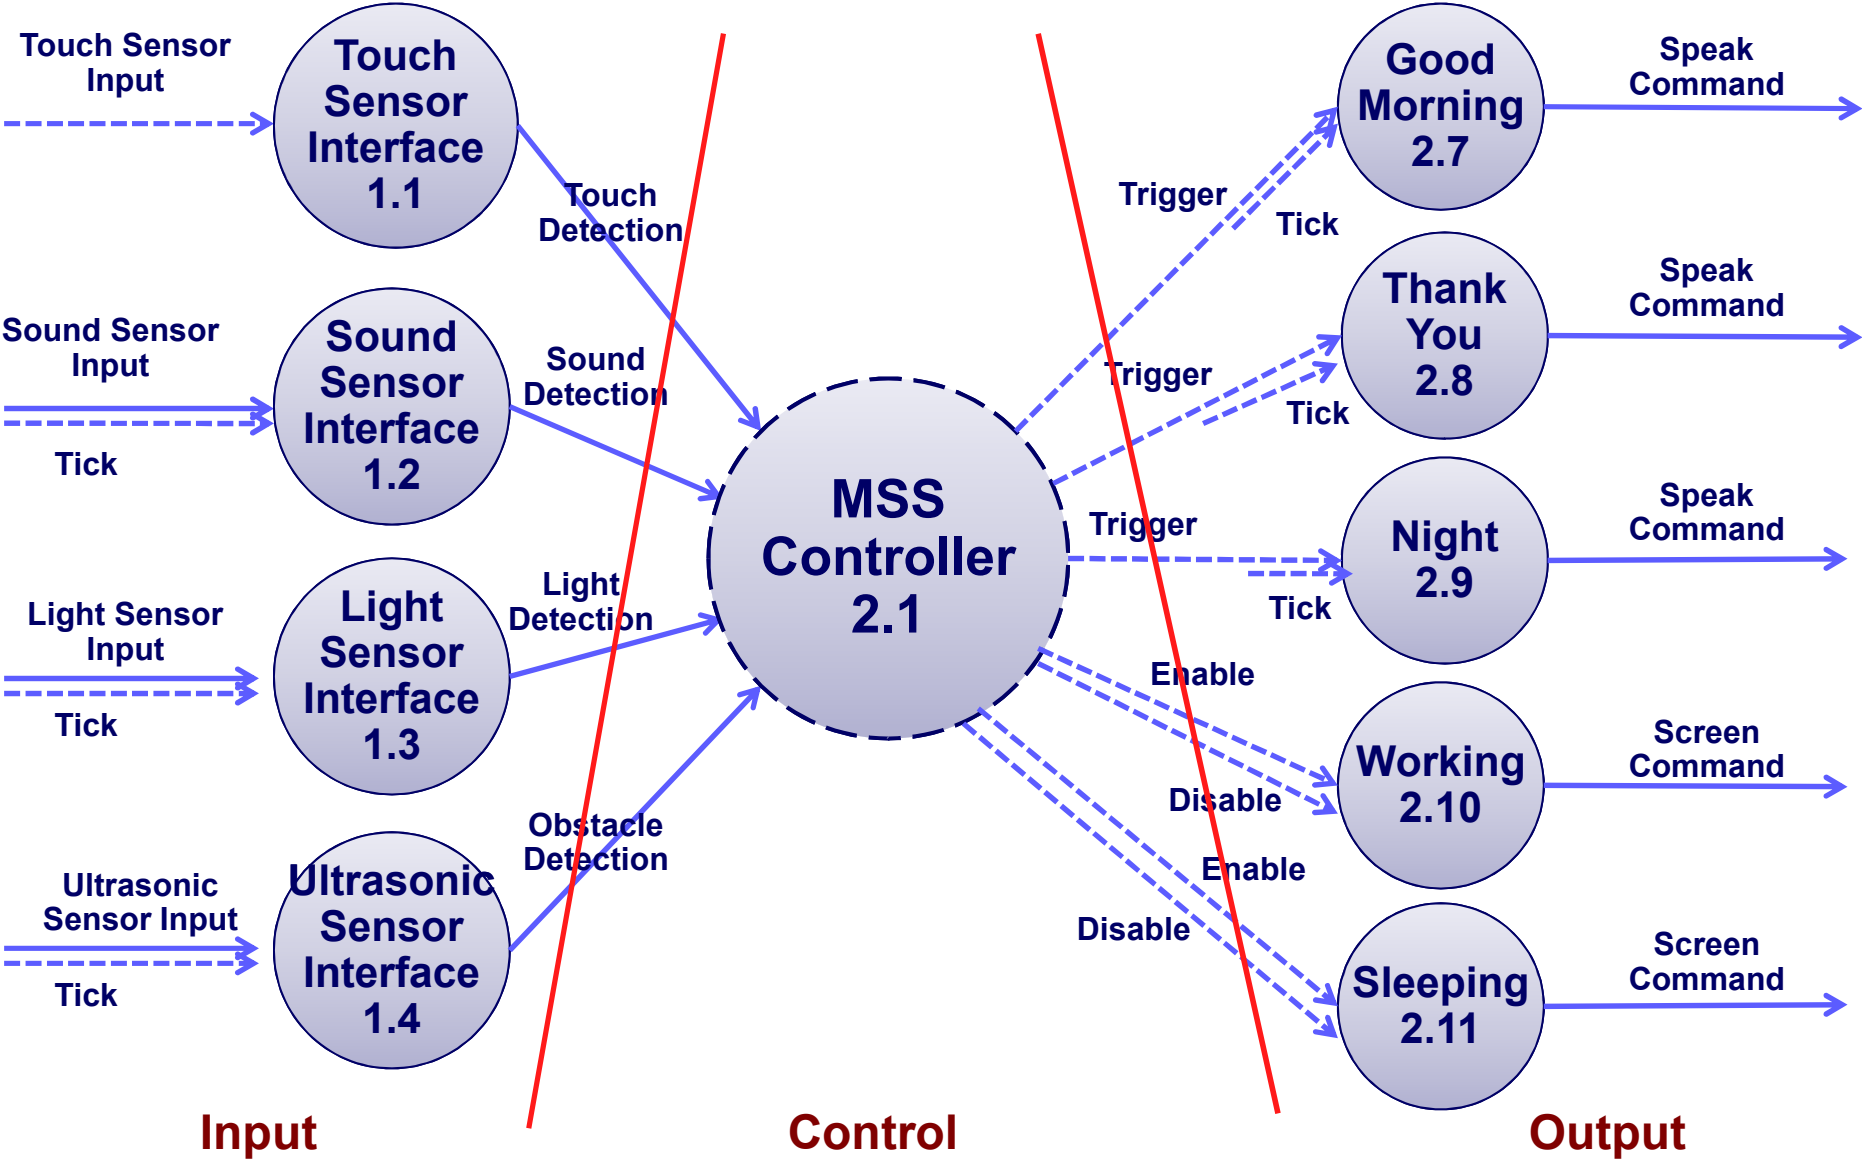 Touch Sensor
Input
Touch
Sensor
Interface
1.1
Touch
Detection
Sound Sensor
Input
Tick
Sound
Sensor
Interface
1.2
Sound
Detection
Light Sensor
Input
Tick
Light
Sensor
Interface
1.3
Light
Detection
Ultrasonic
Sensor Input
Tick
Ultrasonic
Sensor
Interface
1.4
Obstacle
Detection
MSS
Controller
2.1
Trigger
Tick
Good
Morning
2.7
Speak
Command
Trigger
Tick
Thank
You
2.8
Speak
Command
Trigger
Tick
Night
2.9
Speak
Command
Enable
Disable
Working
2.10
Screen
Command
Enable
Disable
Sleeping
2.11
Screen
Command
Input
Control
Output